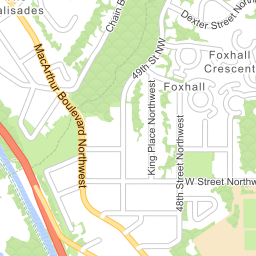 alisades
Chain B
Dexter Street North
49th St NW
Foxhall
Crescent
Foxhall
MacArthur Boulevard Northwest
King Place Northwest
48th Street Northwest
W Street Northw